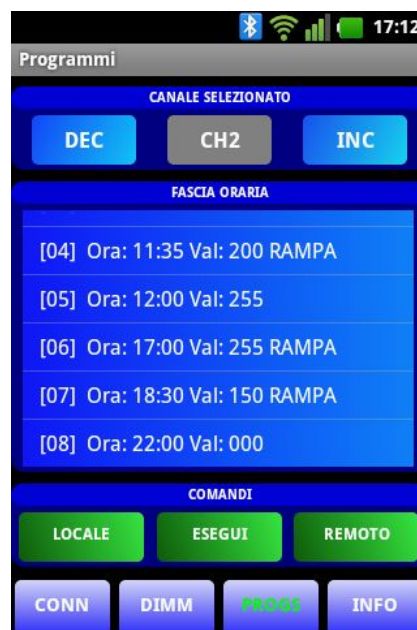 17:12
Programmi
CANALE SELEZIONATO
DEC CH2 INC
FASCIA ORARIA
[04] Ora: 11:35 Val: 200 RAMPA
[05] Ora: 12:00 Val: 255
[06] Ora: 17:00 Val: 255 RAMPA
[07] Ora: 18:30 Val: 150 RAMPA
[08] Ora: 22:00 Val: 000
COMANDI
LOCALE ESEGUI REMOTO
CONN DIMM PROGS INFO